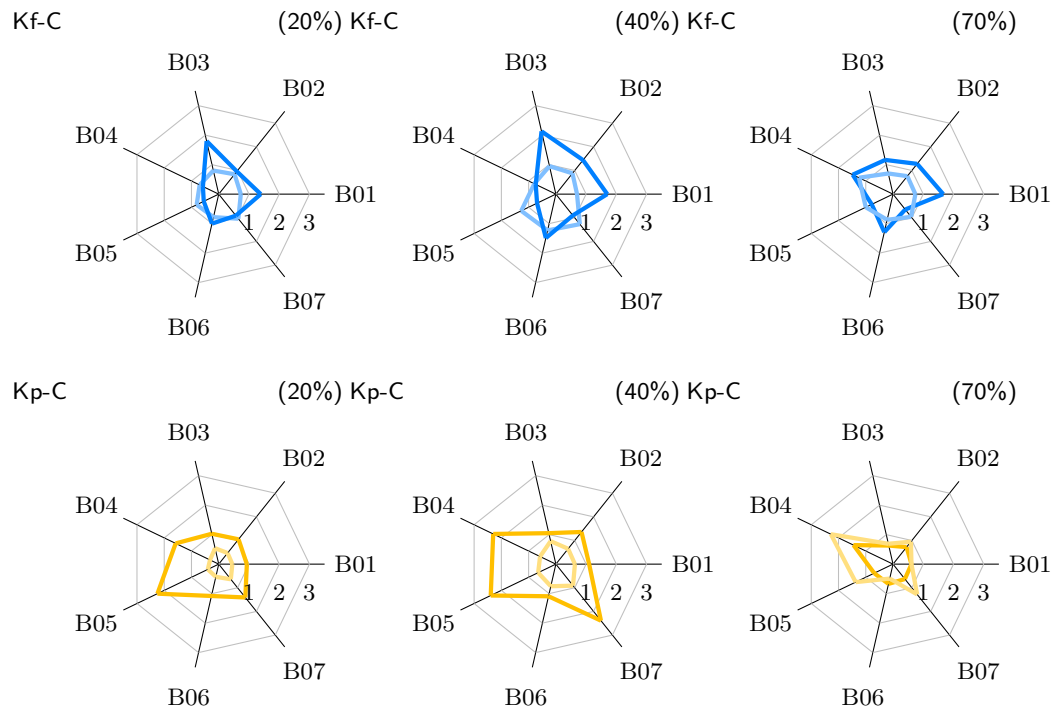 Kf-C (20%) Kf-C (40%) Kf-C (70%)
B03 B03 B03
B02 B02 B02
B04 B04 B04
B01 B01 B01
1 2 3 1 2 3 1 2 3
B05 B05 B05
B07 B07 B07
B06 B06 B06
Kp-C (20%) Kp-C (40%) Kp-C (70%)
B03 B03 B03
B02 B02 B02
B04 B04 B04
B01 B01 B01
1 2 3 1 2 3 1 2 3
B05 B05 B05
B07 B07 B07
B06 B06 B06